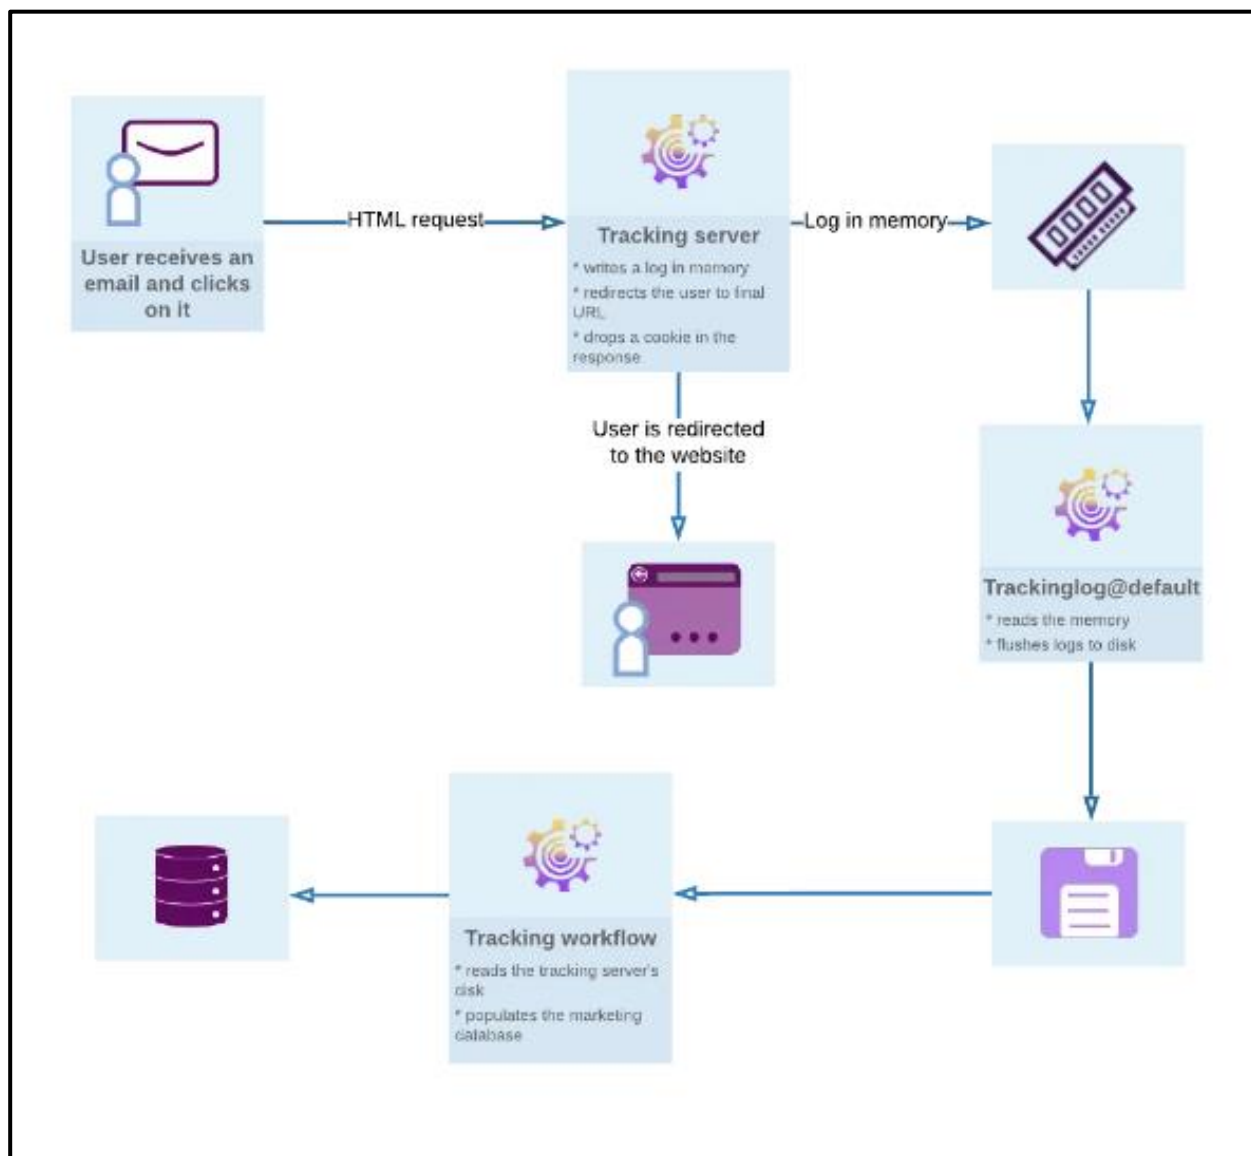 User receives an
email and clicks
on it
HTML request
Tracking server
* writes a log in memory
* redirects the user to final
URL
* drops a cookie in the
response
Log in memory
User is redirected
to the website
Trackinglog@default
* reads the memory
* flushes logs to disk
Tracking workflow
* reads the tracking server's
disk
* populates the marketing
database